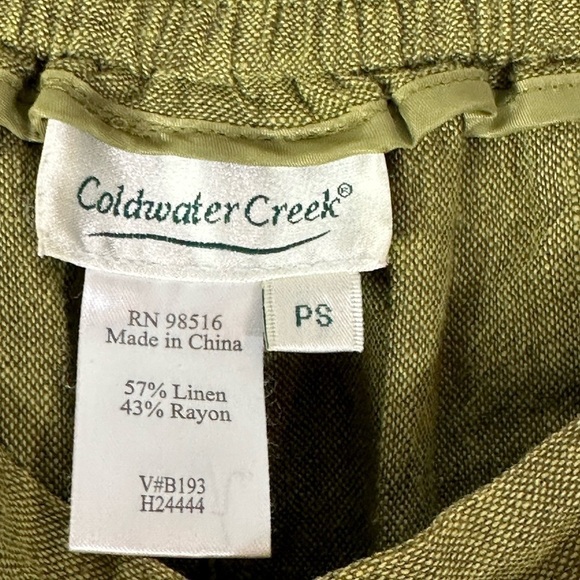 Coldwater Creek®
PS
RN 98516
Made in China
57% Linen
43% Rayon
V#B193
H24444